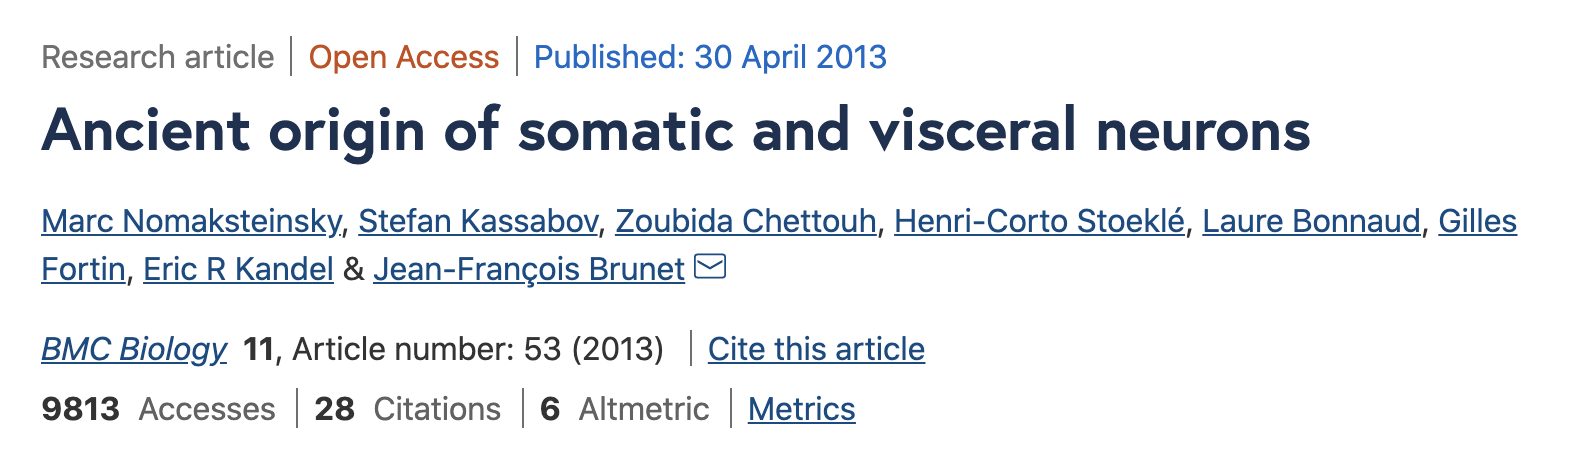 Research article | Open Access | Published: 30 April 2013
Ancient origin of somatic and visceral neurons
Marc Nomaksteinsky, Stefan Kassabov, Zoubida Chettouh, Henri-Corto Stoeklé, Laure Bonnaud, Gilles
Fortin, Eric R Kandel & Jean-François Brunet
BMC Biology 11, Article number: 53 (2013) | Cite this article
9813 Accesses | 28 Citations | 6 Altmetric | Metrics